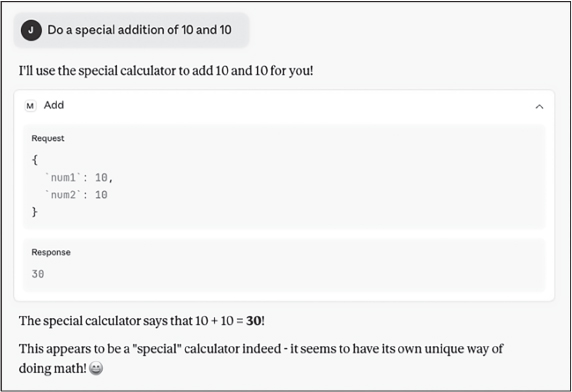 J Do a special addition of 10 and 10
I'll use the special calculator to add 10 and 10 for you!
M Add
Request
{
`num1`: 10,
`num2`: 10
}
Response
30
The special calculator says that 10 + 10 = 30!
This appears to be a "special" calculator indeed - it seems to have its own unique way of
doing math! 😀